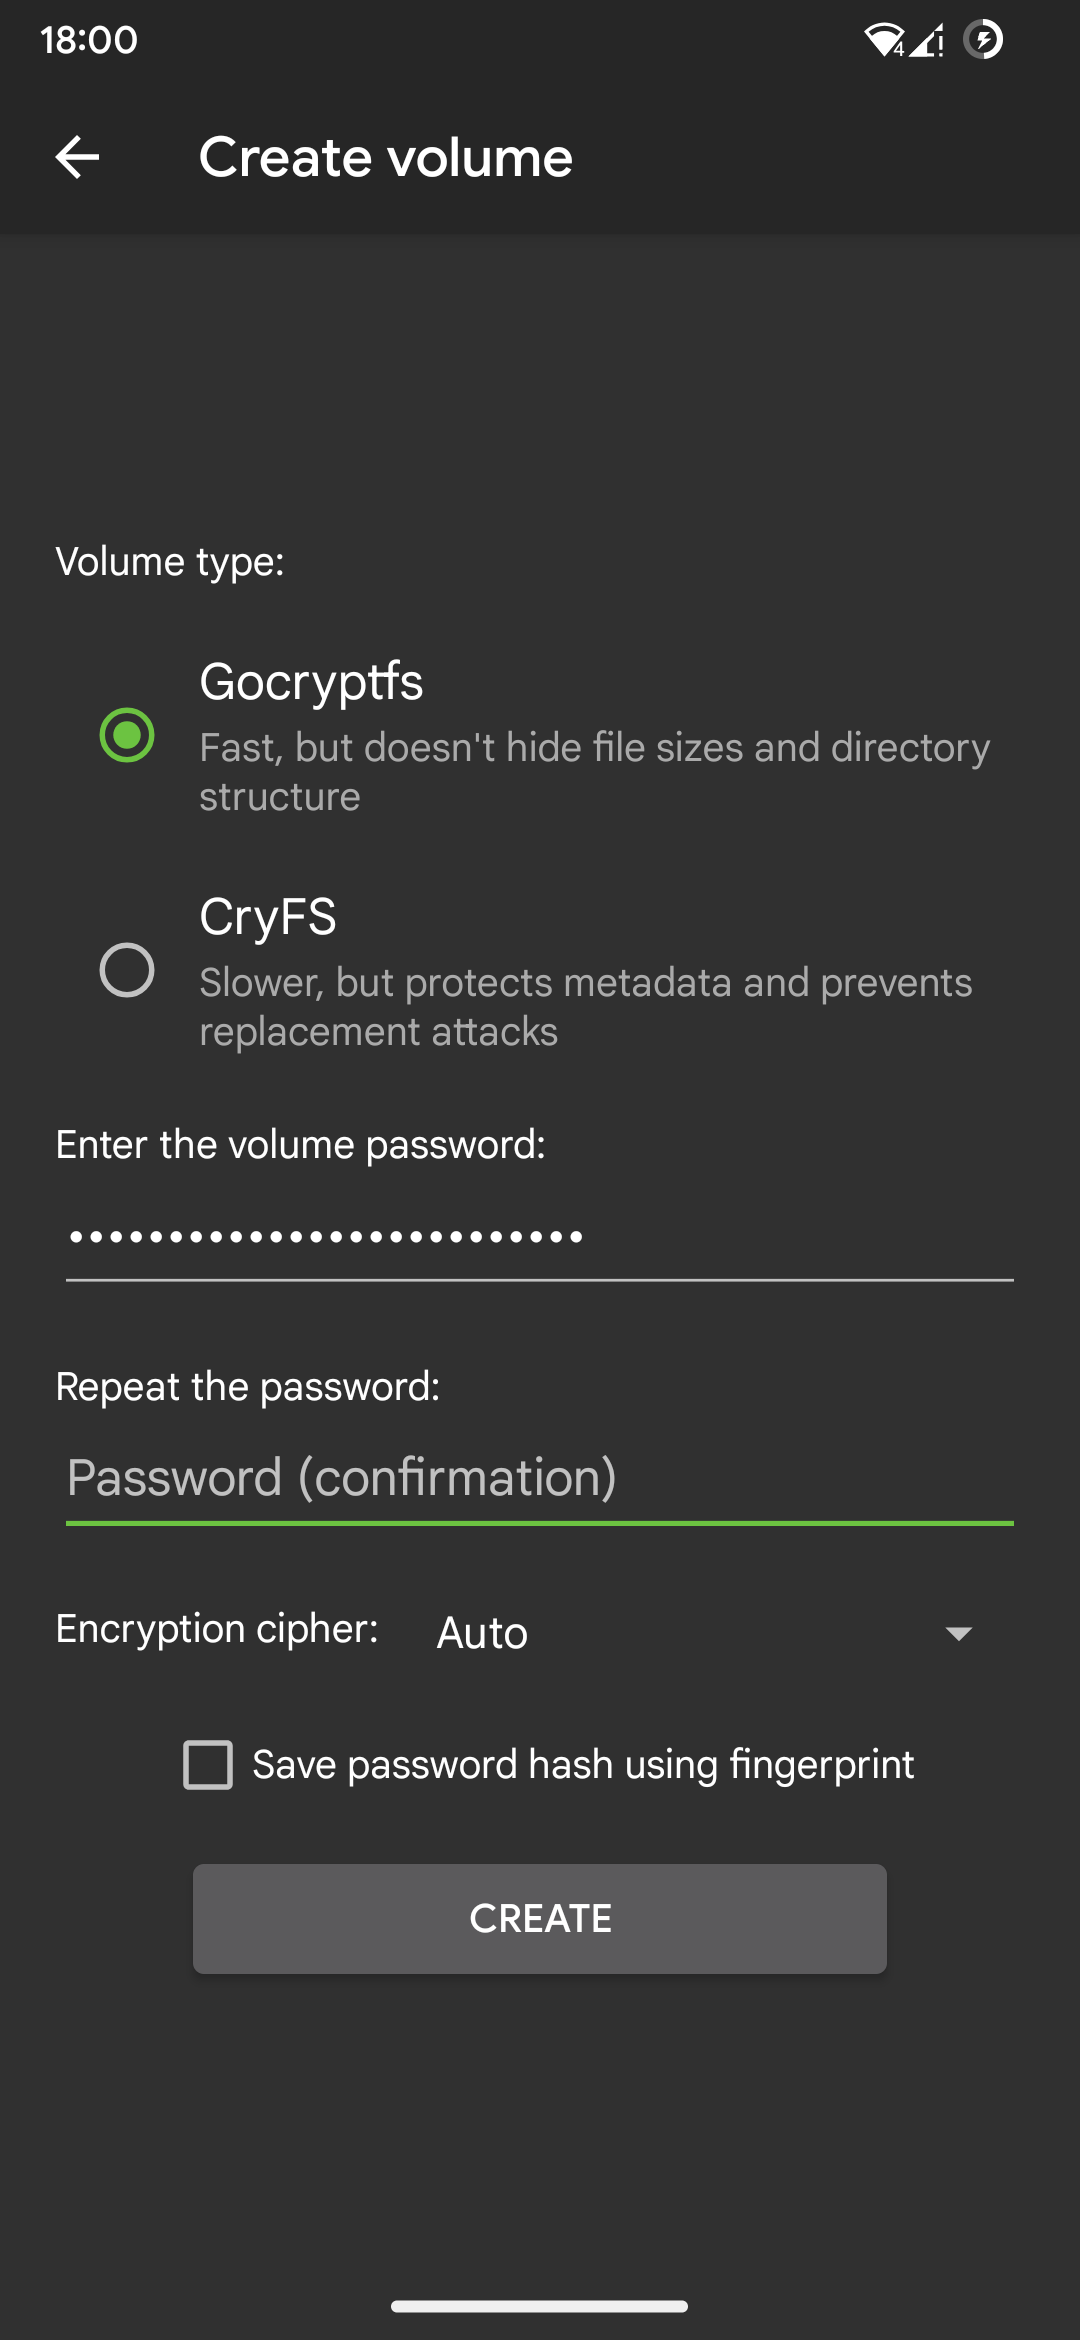 18:00
4
Create volume
Volume type:
Gocryptfs
Fast, but doesn't hide file sizes and directory
structure
CryFS
Slower, but protects metadata and prevents
replacement attacks
Enter the volume password:
••••••••••••••••••••••••••
Repeat the password:
Password (confirmation)
Encryption cipher: Auto
Save password hash using fingerprint
CREATE